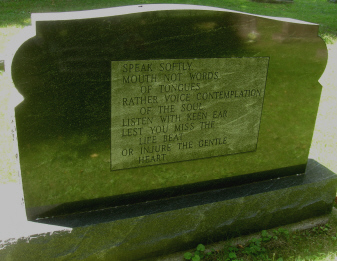 SPEAK SOFTLY
MOUTH NOT WORDS
OF TONGUES
RATHER VOICE CONTEMPLATION
OF THE SOUL
LISTEN WITH KEEN EAR
LEST YOU MISS THE
LIFE BEAT
OR INJURE THE GENTLE
HEART